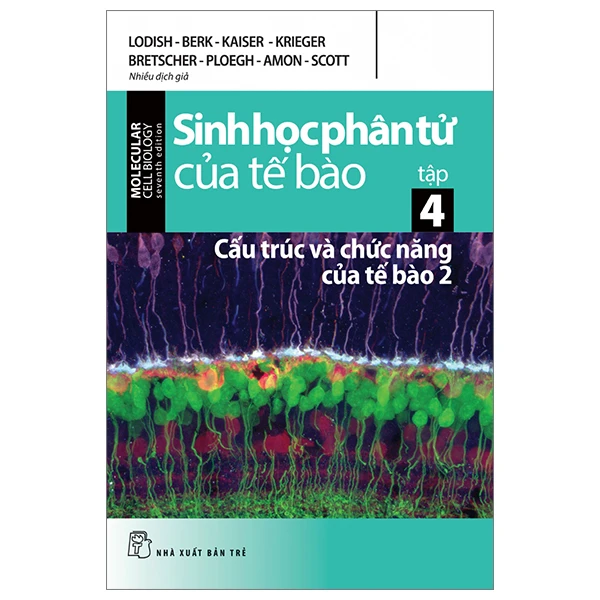 LODISH - BERK - KAISER - KRIEGER
BRETSCHER - PLOEGH - AMON - SCOTT
Nhiều dịch giả
MOLECULAR
CELL BIOLOGY
seventh edition
Sinh học phân tử
của tế bào
tập
4
Cấu trúc và chức năng
của tế bào 2
NHÀ XUẤT BẢN TRẺ